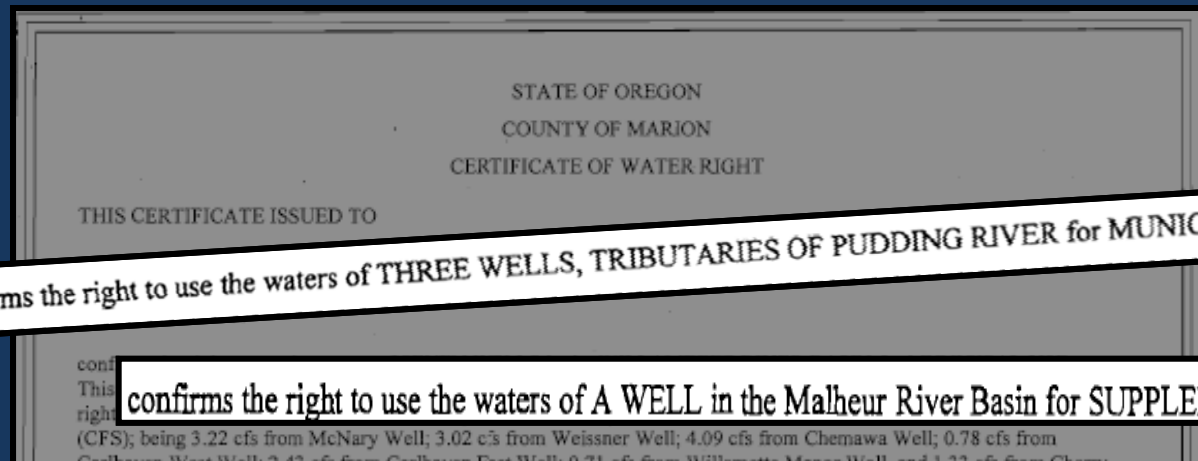 STATE OF OREGON
COUNTY OF MARION
CERTIFICATE OF WATER RIGHT
THIS CERTIFICATE ISSUED TO
ms the right to use the waters of THREE WELLS, TRIBUTARIES OF PUDDING RIVER for MUNIC
conf
This
right
confirms the right to use the waters of A WELL in the Malheur River Basin for SUPPLE
(CFS); being 3.22 cfs from McNary Well; 3.02 cfs from Weissner Well; 4.09 cfs from Chemawa Well; 0.78 cfs from